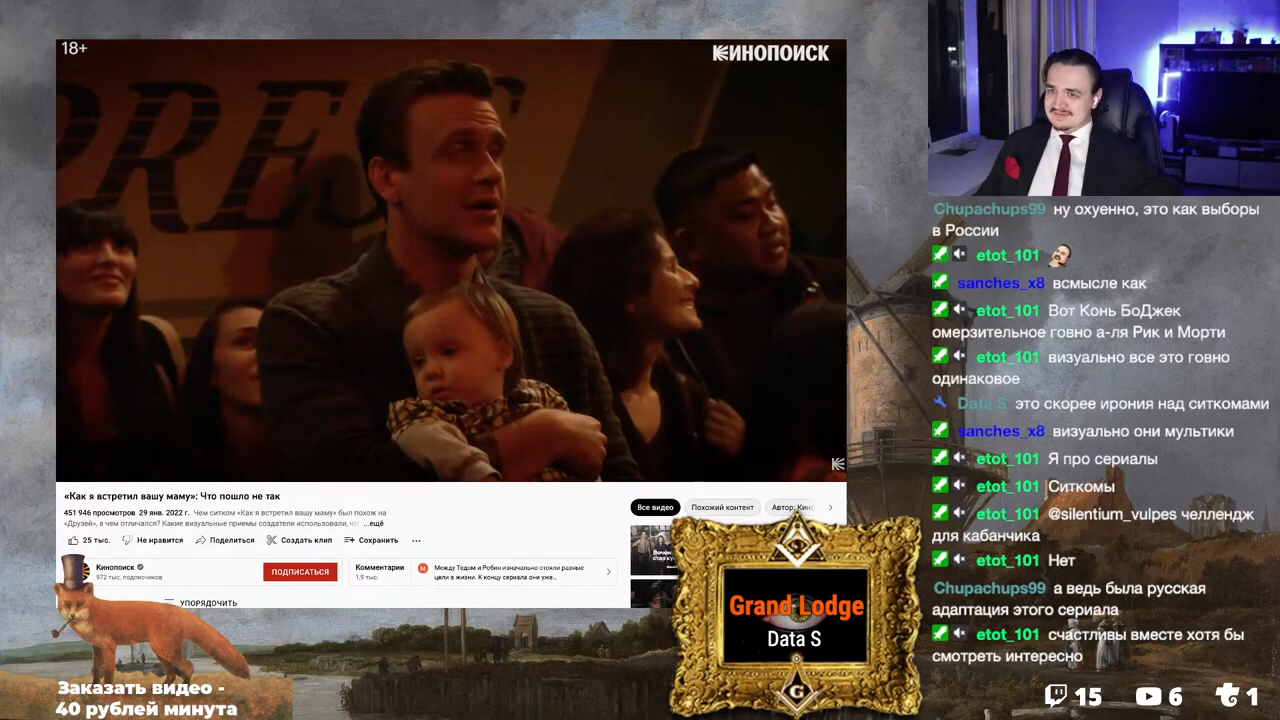 18+
КИНОПОИСК
«Как я встретил вашу маму»: Что пошло не так
451 946 просмотров 29 янв. 2022 г. Чем ситком «Как я встретил вашу маму» был похож на
«Друзей», а чем отличался? Какие визуальные приемы создатели использовали,
...ещё
25 тыс.
Не нравится
Поделиться
Создать клип
Сохранить
Кинопоиск
972 тыс. подписчиков
ПОДПИСАТЬСЯ
Комментарии
1,9 тыс.
Между Тедом и Робин изначально стояли разные
цели в жизни. К концу сериала они уже...
УПОРЯДОЧИТЬ
Все видео
Похожий контент
Автор:
Chupachups99 ну охуенно, это как выборы
в России
etot_101
sanches_x8 всмысле как
etot_101 Вот Конь БоДжек
омерзительное говно а-ля Рик и Морти
etot_101 визуально все это говно
одинаковое
Data S это скорее ирония над ситкомами
sanches_x8 визуально они мультики
etot_101 Я про сериалы
etot_101 Ситкомы
etot_101 @silentium_vulpes челлендж
для кабанчика
etot_101 Нет
Chupachups99 а ведь была русская
адаптация этого сериала
etot_101 счастливы вместе хотя бы
смотреть интересно
Grand Lodge
Data S
G
Заказать видео -
40 рублей минута
15
6
1